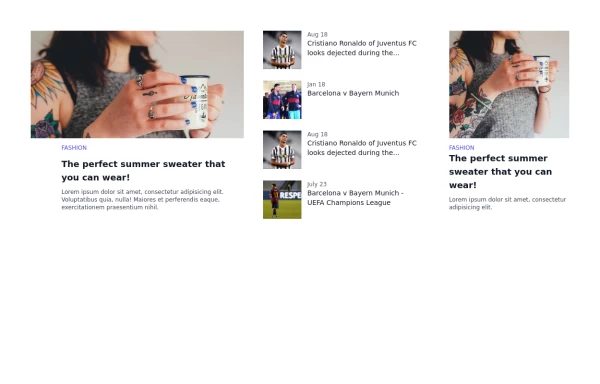 FASHION
The perfect summer sweater that
you can wear!
Lorem ipsum dolor sit amet, consectetur adipisicing elit.
Voluptatibus quia, nulla! Maiores et perferendis eaque,
exercitationem praesentium nihil.
Aug 18
Cristiano Ronaldo of Juventus FC
looks dejected during the...
Jan 18
Barcelona v Bayern Munich
Aug 18
Cristiano Ronaldo of Juventus FC
looks dejected during the...
July 23
Barcelona v Bayern Munich -
UEFA Champions League
RESPE
FASHION
The perfect summer
sweater that you can
wear!
Lorem ipsum dolor sit amet, consectetur
adipisicing elit.